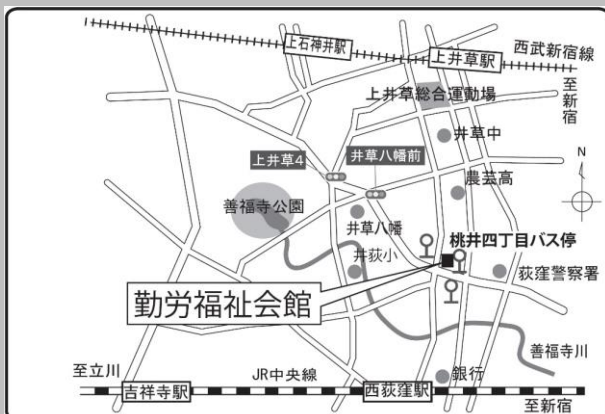 上石神井駅
上井草駅
西武新宿線
至新宿
上井草総合運動場
井草中
上井草4
井草八幡前
農芸高
N
善福寺公園
井草八幡
桃井四丁目バス停
井荻小
荻窪警察署
勤労福祉会館
善福寺川
至立川
JR中央線
銀行
吉祥寺駅
西荻窪駅
至新宿